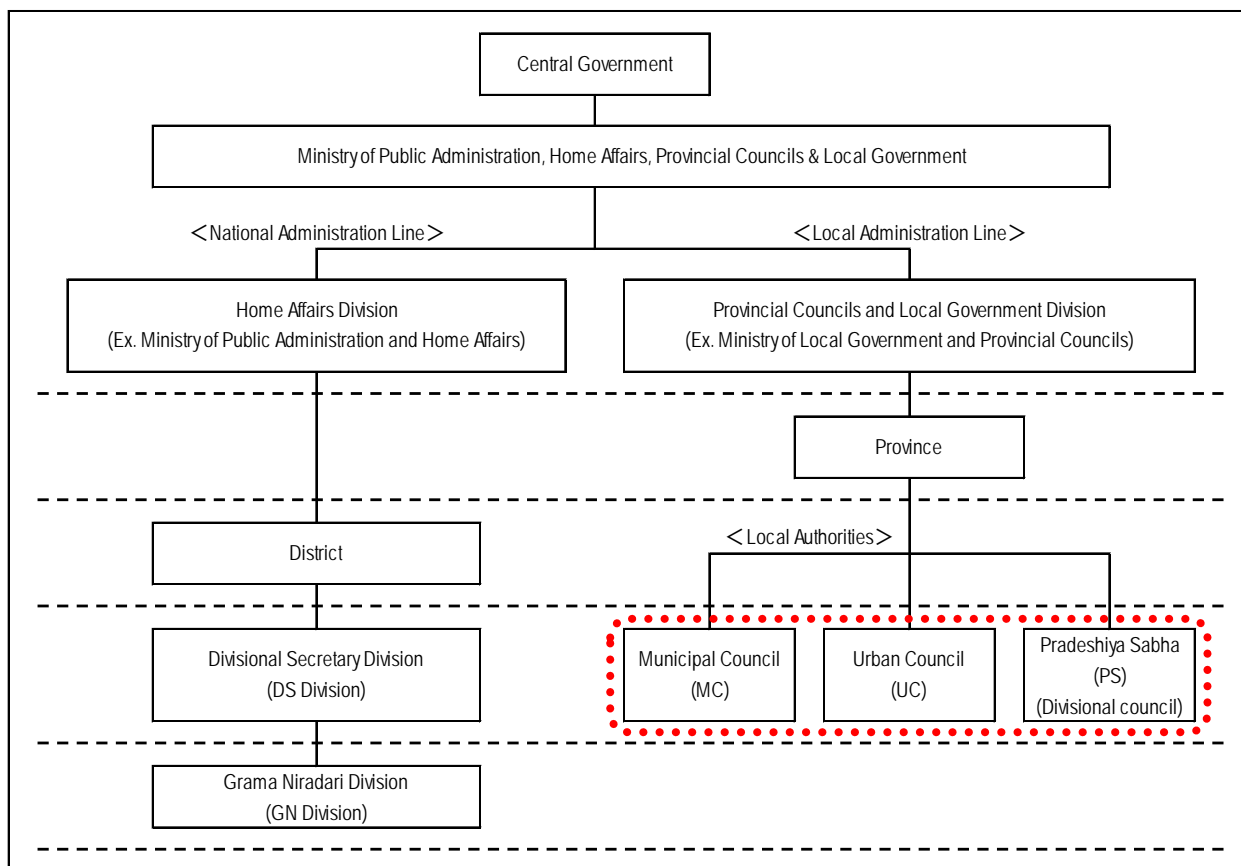 Central Government
Ministry of Public Administration, Home Affairs, Provincial Councils & Local Government
＜National Administration Line＞
＜Local Administration Line＞
Home Affairs Division
(Ex. Ministry of Public Administration and Home Affairs)
Provincial Councils and Local Government Division
(Ex. Ministry of Local Government and Provincial Councils)
Province
District
＜Local Authorities＞
Divisional Secretary Division
(DS Division)
Municipal Council
(MC)
Urban Council
(UC)
Pradeshiya Sabha
(PS)
(Divisional council)
Grama Niradari Division
(GN Division)